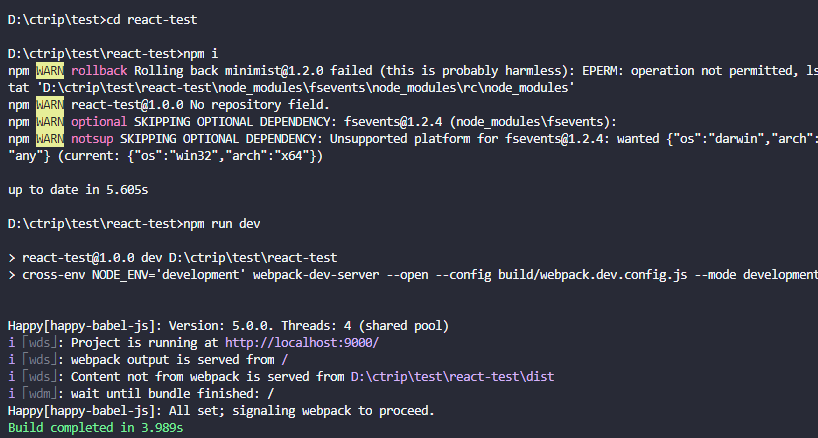 D:\ctrip\test>cd react-test
D:\ctrip\test\react-test>npm i
npm WARN rollback Rolling back minimist@1.2.0 failed (this is probably harmless): EPERM: operation not permitted, ls
tat 'D:\ctrip\test\react-test\node_modules\fsevents\node_modules\rc\node_modules'
npm WARN react-test@1.0.0 No repository field.
npm WARN optional SKIPPING OPTIONAL DEPENDENCY: fsevents@1.2.4 (node_modules\fsevents):
npm WARN notsup SKIPPING OPTIONAL DEPENDENCY: Unsupported platform for fsevents@1.2.4: wanted {"os":"darwin","arch":
"any"} (current: {"os":"win32","arch":"x64"})
up to date in 5.605s
D:\ctrip\test\react-test>npm run dev
> react-test@1.0.0 dev D:\ctrip\test\react-test
> cross-env NODE_ENV='development' webpack-dev-server --open --config build/webpack.dev.config.js --mode development
Happy[happy-babel-js]: Version: 5.0.0. Threads: 4 (shared pool)
i ｢wds｣: Project is running at http://localhost:9000/
i ｢wds｣: webpack output is served from /
i ｢wds｣: Content not from webpack is served from D:\ctrip\test\react-test\dist
i ｢wdm｣: wait until bundle finished: /
Happy[happy-babel-js]: All set; signaling webpack to proceed.
Build completed in 3.989s